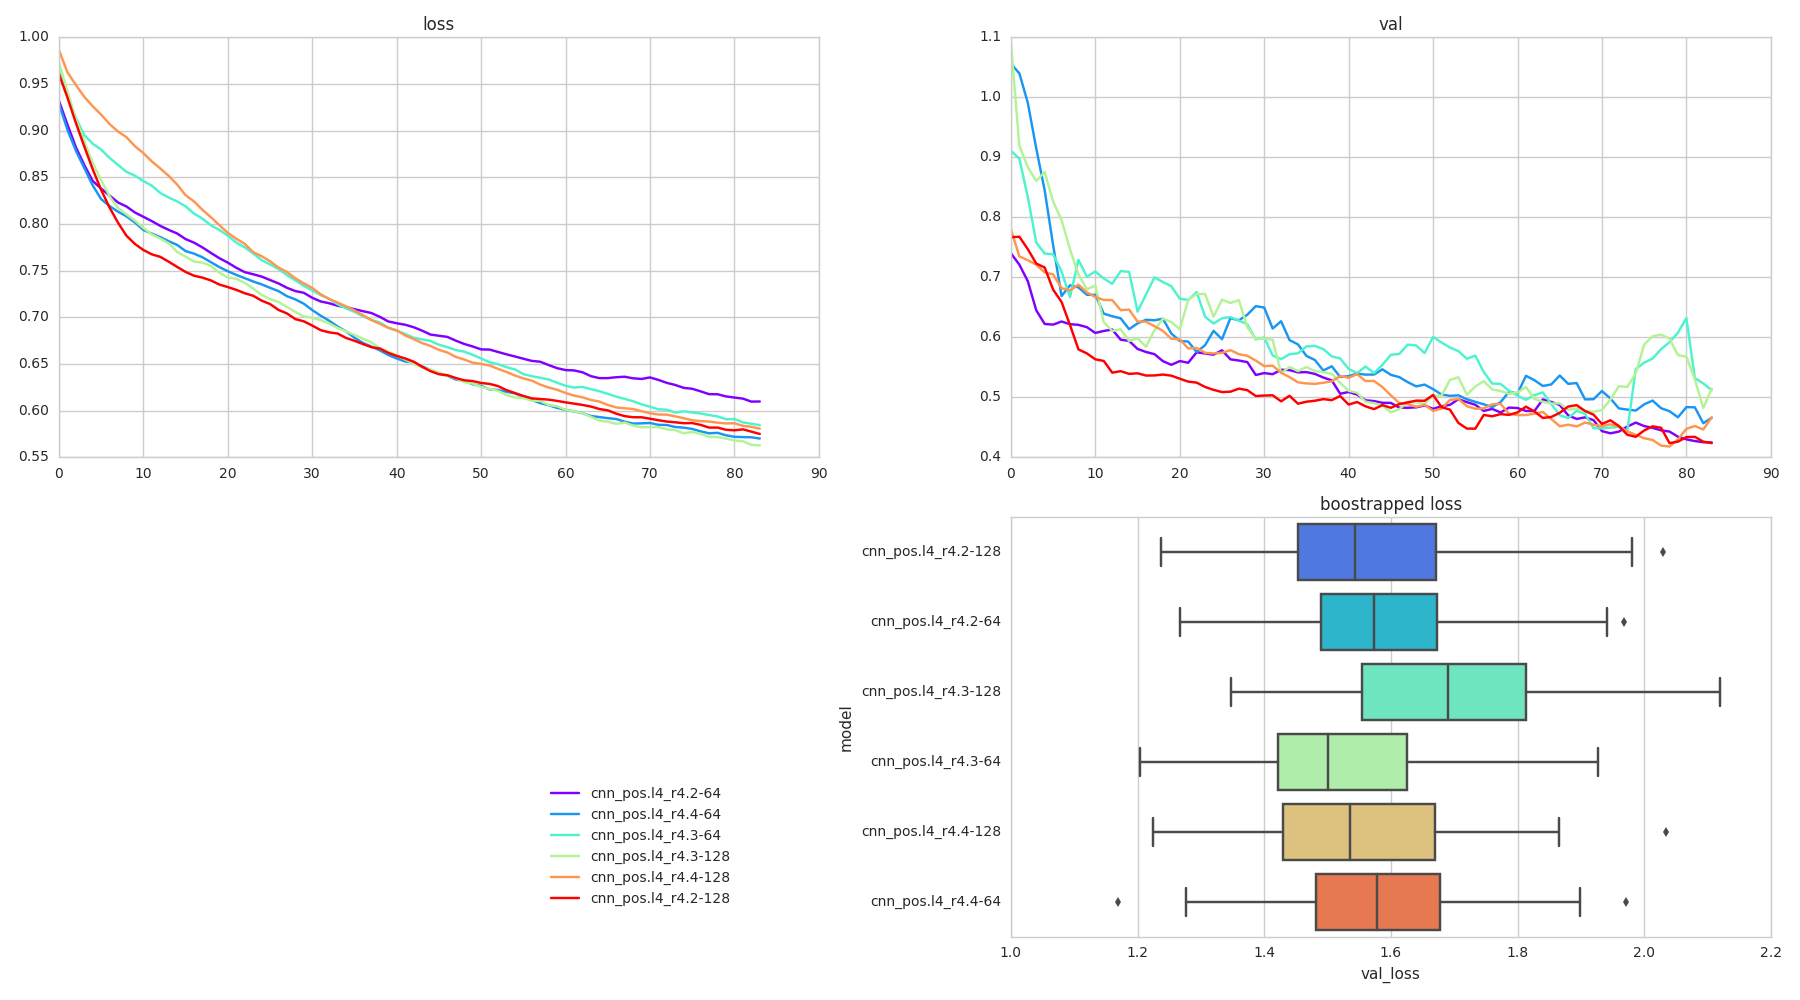 loss
1.00
0.95
0.90
0.85
0.80
0.75
0.70
0.65
0.60
0.55
0 10 20 30 40 50 60 70 80 90
val
1.1
1.0
0.9
0.8
0.7
0.6
0.5
0.4
0 10 20 30 40 50 60 70 80 90
cnn_pos.l4_r4.2-64
cnn_pos.l4_r4.4-64
cnn_pos.l4_r4.3-64
cnn_pos.l4_r4.3-128
cnn_pos.l4_r4.4-128
cnn_pos.l4_r4.2-128
boostrapped loss
model
cnn_pos.l4_r4.2-128
cnn_pos.l4_r4.2-64
cnn_pos.l4_r4.3-128
cnn_pos.l4_r4.3-64
cnn_pos.l4_r4.4-128
cnn_pos.l4_r4.4-64
1.0 1.2 1.4 1.6 1.8 2.0 2.2
val_loss